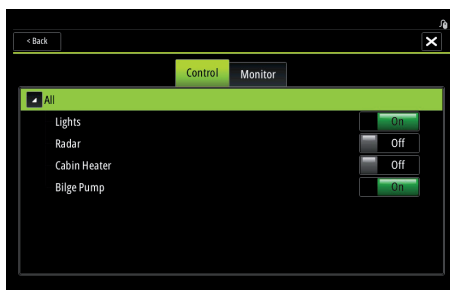 < Back
Control Monitor
All
Lights On
Radar Off
Cabin Heater Off
Bilge Pump On